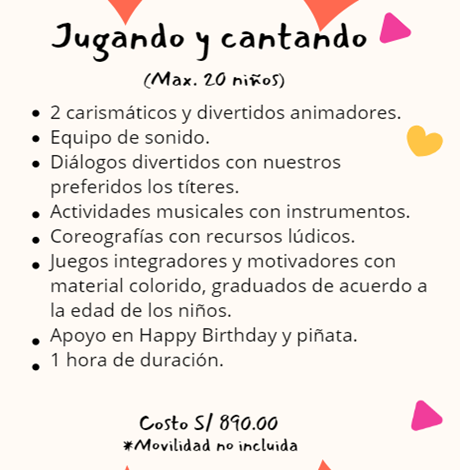 Jugando y cantando
(Max. 20 niños)
• 2 carismáticos y divertidos animadores.
• Equipo de sonido.
• Diálogos divertidos con nuestros
preferidos los títeres.
• Actividades musicales con instrumentos.
• Coreografías con recursos lúdicos.
• Juegos integradores y motivadores con
material colorido, graduados de acuerdo a
la edad de los niños.
• Apoyo en Happy Birthday y piñata.
• 1 hora de duración.
Costo S/ 890.00
*Movilidad no incluida